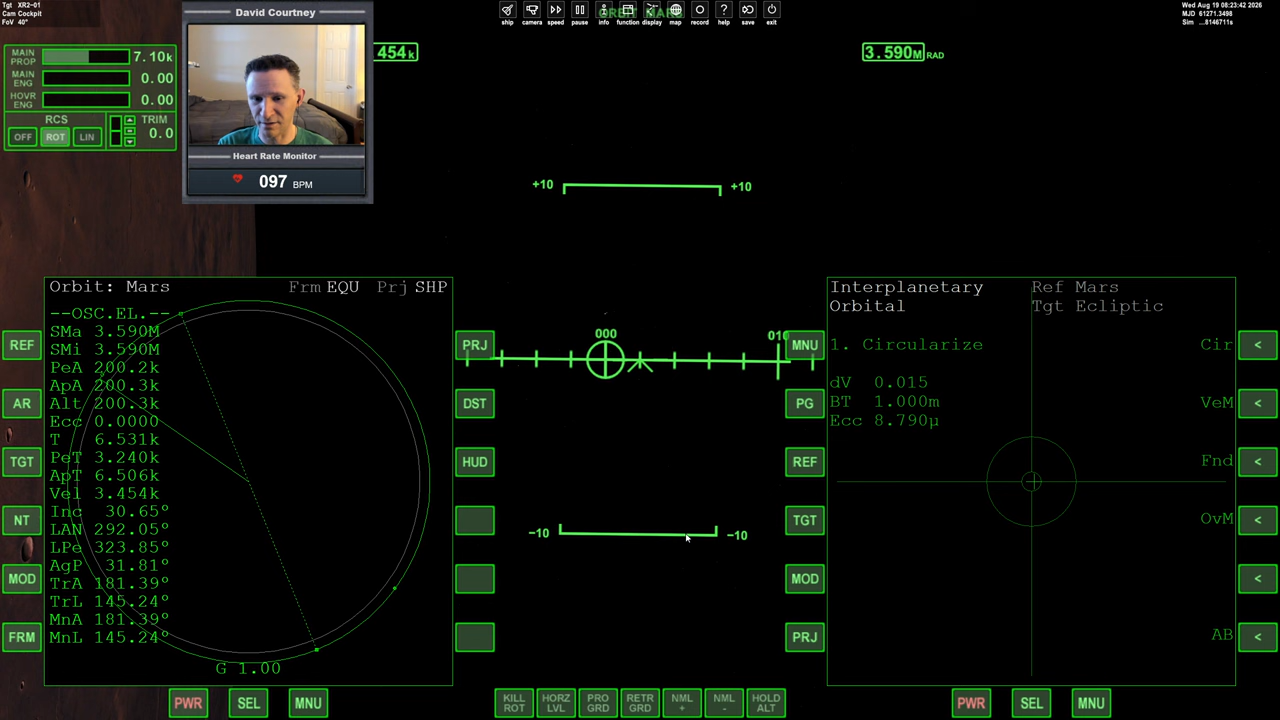 Tgt XR2-01
Cam Cockpit
FoV 40°
David Courtney
ship camera speed pause info function display map record save help exit
Wed Aug 19 08:23:42 2026
MJD 61271.3498
Sim ...8146711s
MAIN PROP 7.10k
MAIN ENG 0.00
HOVR ENG 0.00
RCS TRIM
OFF ROT LIN 0.0
Heart Rate Monitor
097 BPM
454k
3.590M RAD
+10 +10
000 010
-10 -10
Orbit: Mars Frm EQU Prj SHP
--OSC.EL.--
SMa 3.590M
SMi 3.590M
PeA 200.2k
ApA 200.3k
Alt 200.3k
Ecc 0.0000
T 6.531k
PeT 3.240k
ApT 6.506k
Vel 3.454k
Inc 30.65°
LAN 292.05°
LPe 323.85°
AgP 31.81°
TrA 181.39°
TrL 145.24°
MnA 181.39°
MnL 145.24°
G 1.00
REF
AR
TGT
NT
MOD
FRM
PRJ
DST
HUD
PWR SEL MNU
KILL ROT
HORZ LVL
PRO GRD
RETR GRD
NML +
NML -
HOLD ALT
MNU
PG
REF
TGT
MOD
PRJ
Interplanetary Ref Mars
Orbital Tgt Ecliptic
1. Circularize
dV 0.015
BT 1.000m
Ecc 8.790µ
Cir <
VeM <
Fnd <
OvM <
<
AB <
PWR SEL MNU